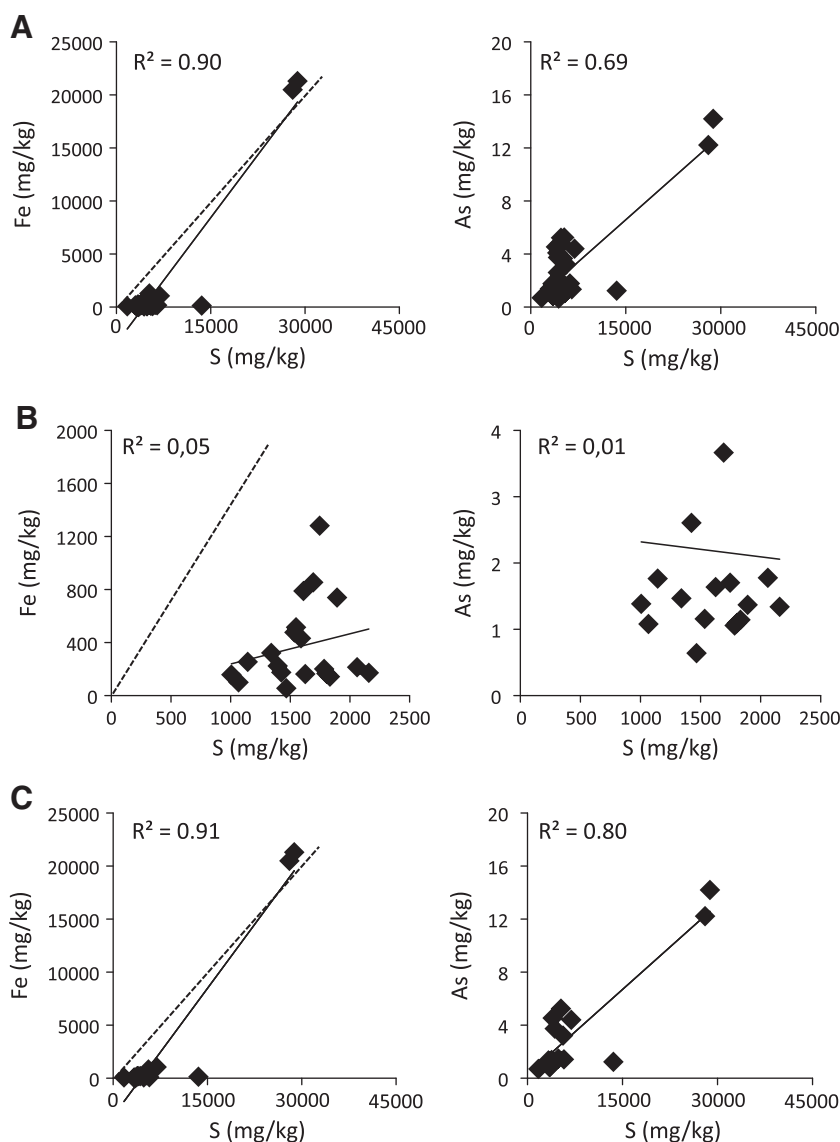 A
25000
20000
15000
10000
5000
0
Fe (mg/kg)
R² = 0.90
0 15000 30000 45000
S (mg/kg)
20
16
12
8
4
0
As (mg/kg)
R² = 0.69
0 15000 30000 45000
S (mg/kg)
B
2000
1600
1200
800
400
0
Fe (mg/kg)
R² = 0,05
0 500 1000 1500 2000 2500
S (mg/kg)
4
3
2
1
0
As (mg/kg)
R² = 0,01
0 500 1000 1500 2000 2500
S (mg/kg)
C
25000
20000
15000
10000
5000
0
Fe (mg/kg)
R² = 0.91
0 15000 30000 45000
S (mg/kg)
20
16
12
8
4
0
As (mg/kg)
R² = 0.80
0 15000 30000 45000
S (mg/kg)